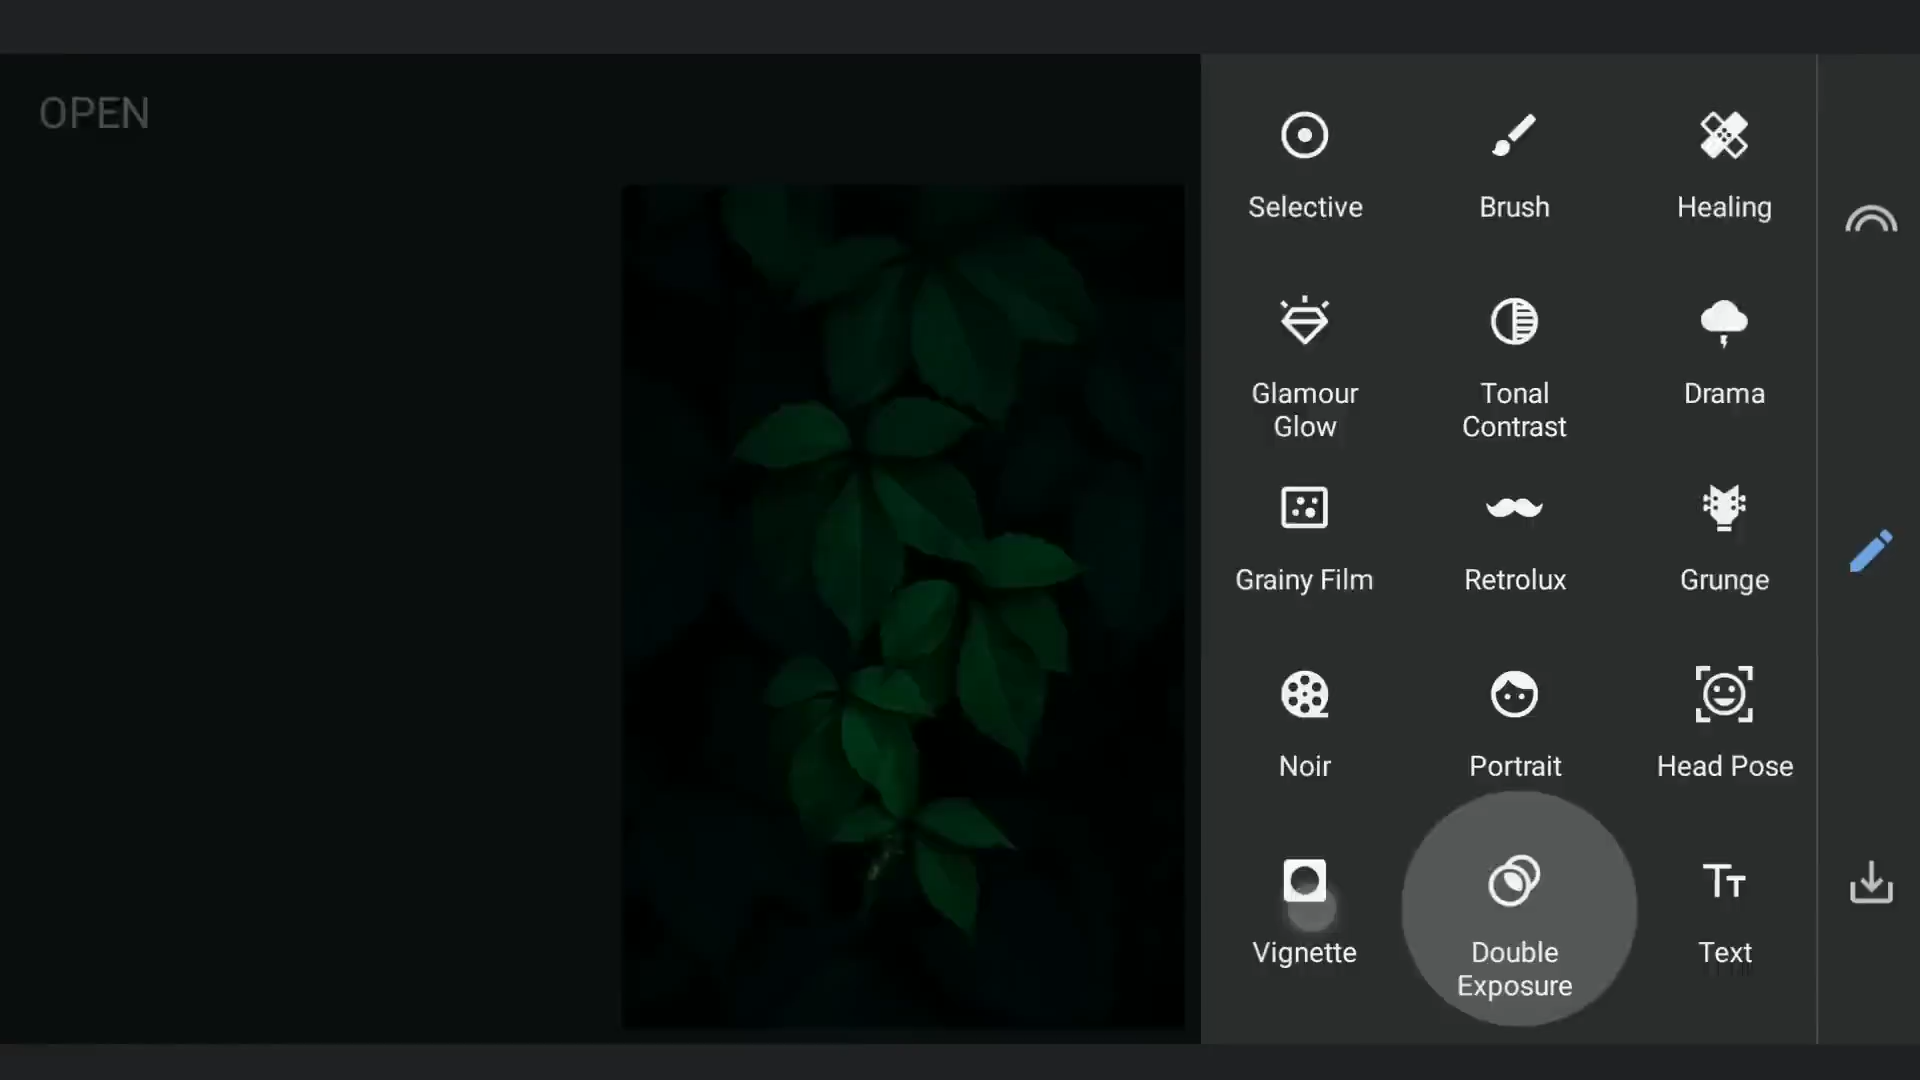 OPEN
Selective
Brush
Healing
Glamour
Glow
Tonal
Contrast
Drama
Grainy Film
Retrolux
Grunge
Noir
Portrait
Head Pose
Vignette
Double
Exposure
Text